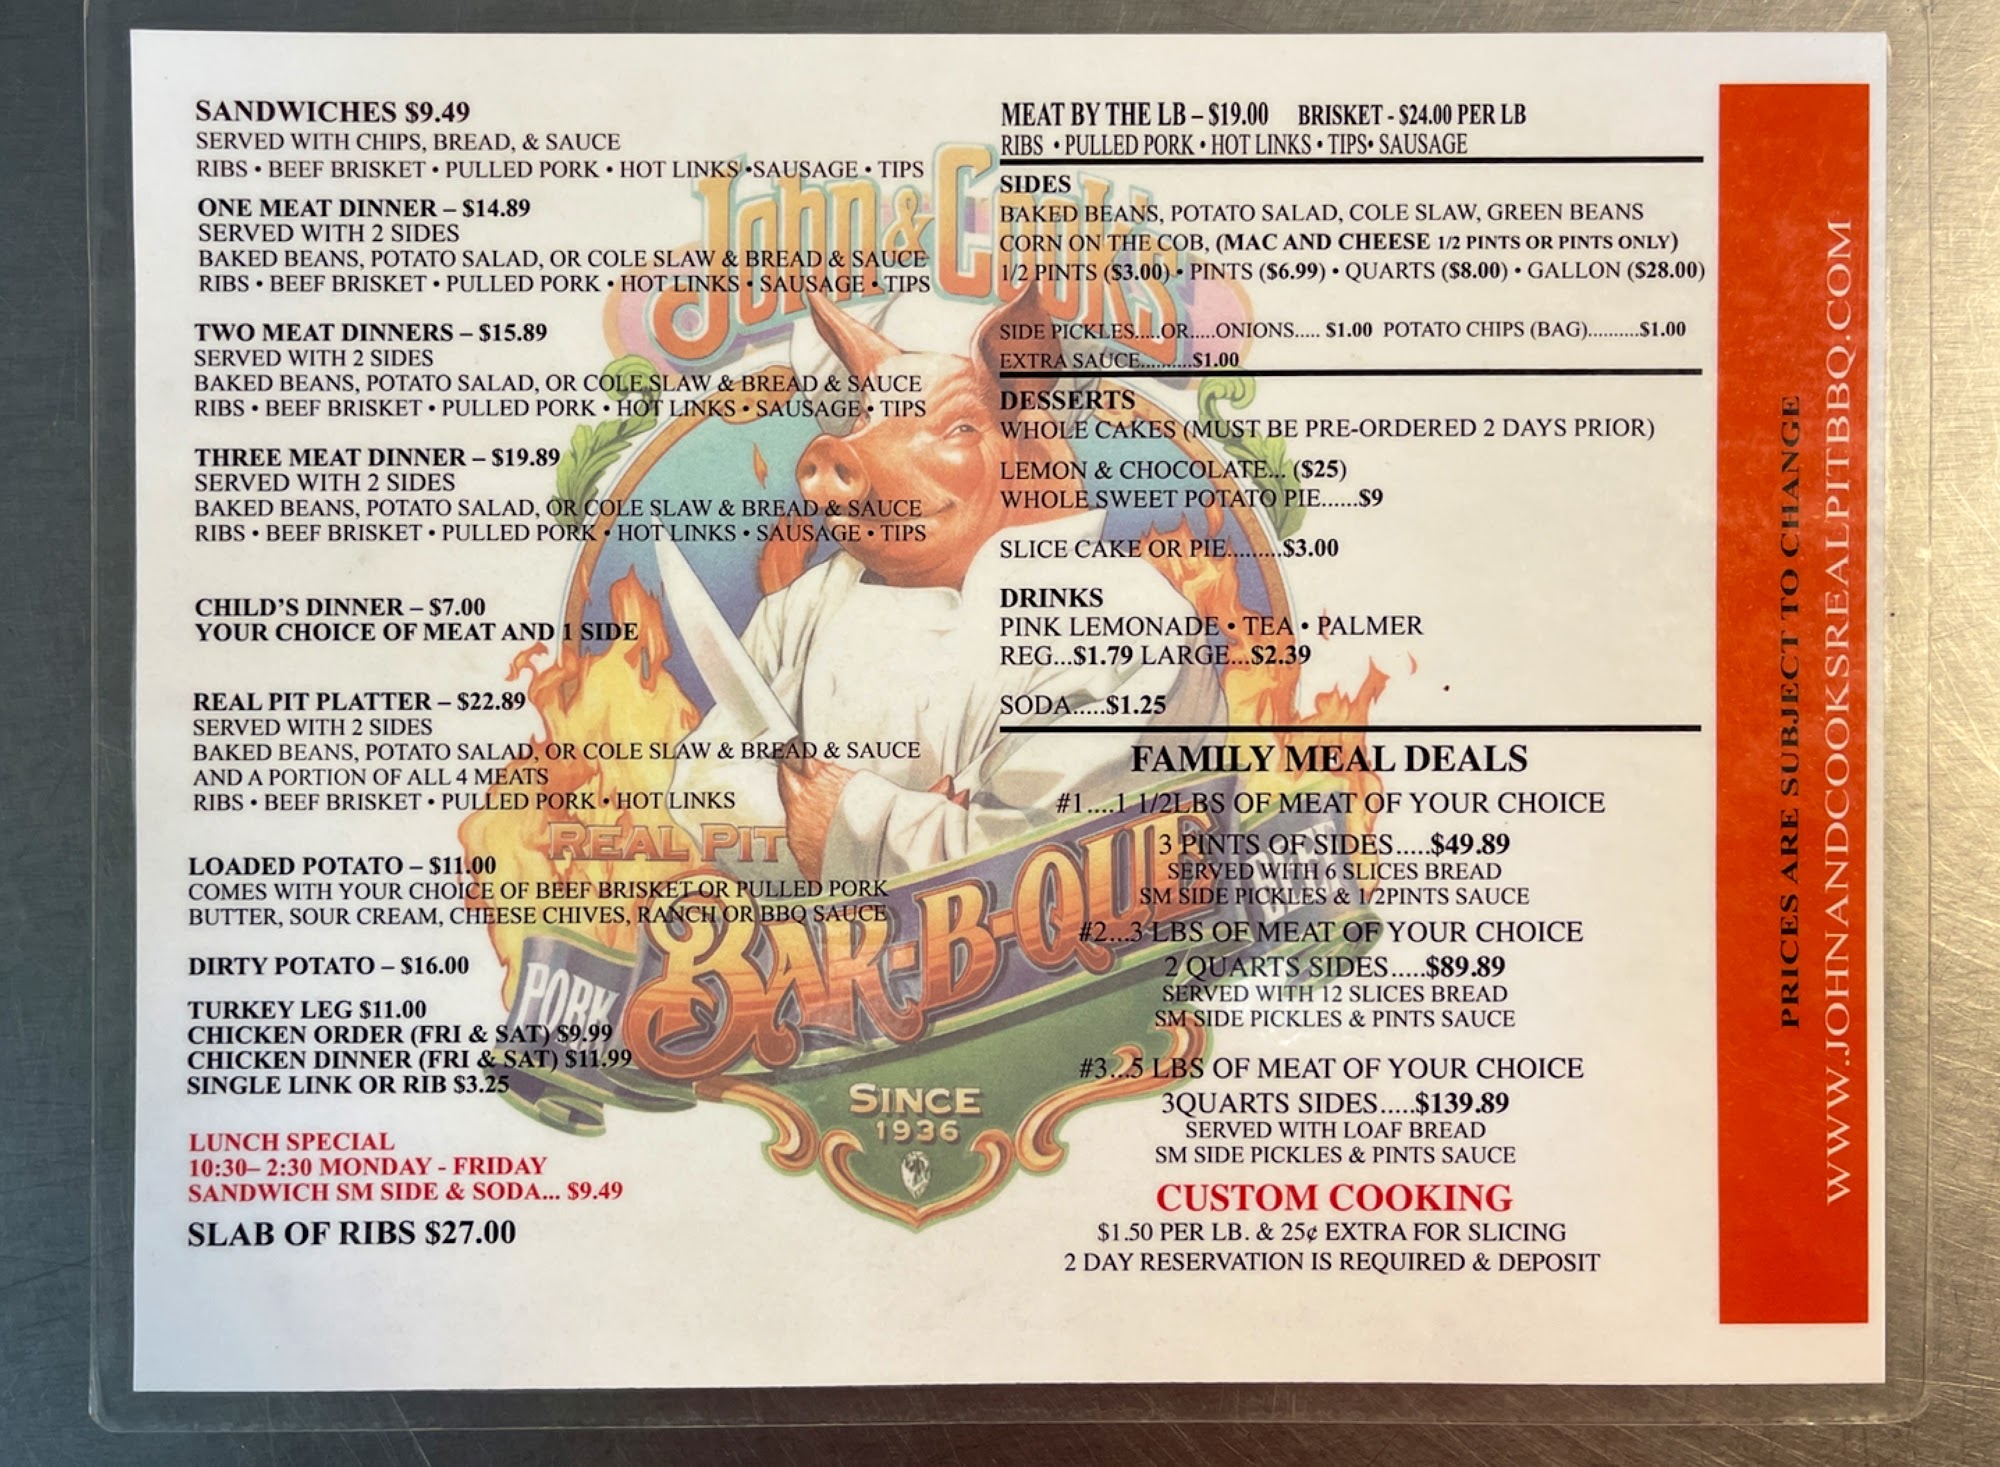 SANDWICHES $9.49
SERVED WITH CHIPS, BREAD, & SAUCE
RIBS • BEEF BRISKET • PULLED PORK • HOT LINKS •SAUSAGE • TIPS
ONE MEAT DINNER – $14.89
SERVED WITH 2 SIDES
BAKED BEANS, POTATO SALAD, OR COLE SLAW & BREAD & SAUCE
RIBS • BEEF BRISKET • PULLED PORK • HOT LINKS • SAUSAGE • TIPS
TWO MEAT DINNERS – $15.89
SERVED WITH 2 SIDES
BAKED BEANS, POTATO SALAD, OR COLE SLAW & BREAD & SAUCE
RIBS • BEEF BRISKET • PULLED PORK • HOT LINKS • SAUSAGE • TIPS
THREE MEAT DINNER – $19.89
SERVED WITH 2 SIDES
BAKED BEANS, POTATO SALAD, OR COLE SLAW & BREAD & SAUCE
RIBS • BEEF BRISKET • PULLED PORK • HOT LINKS • SAUSAGE • TIPS
CHILD'S DINNER – $7.00
YOUR CHOICE OF MEAT AND 1 SIDE
REAL PIT PLATTER – $22.89
SERVED WITH 2 SIDES
BAKED BEANS, POTATO SALAD, OR COLE SLAW & BREAD & SAUCE
AND A PORTION OF ALL 4 MEATS
RIBS • BEEF BRISKET • PULLED PORK • HOT LINKS
LOADED POTATO – $11.00
COMES WITH YOUR CHOICE OF BEEF BRISKET OR PULLED PORK
BUTTER, SOUR CREAM, CHEESE CHIVES, RANCH OR BBQ SAUCE
DIRTY POTATO – $16.00
TURKEY LEG $11.00
CHICKEN ORDER (FRI & SAT) $9.99
CHICKEN DINNER (FRI & SAT) $11.99
SINGLE LINK OR RIB $3.25
LUNCH SPECIAL
10:30– 2:30 MONDAY - FRIDAY
SANDWICH SM SIDE & SODA... $9.49
SLAB OF RIBS $27.00
John & Cooks
REAL PIT
BAR-B-QUE
PORK
BEEF
SINCE
1936
MEAT BY THE LB – $19.00 BRISKET - $24.00 PER LB
RIBS • PULLED PORK • HOT LINKS • TIPS• SAUSAGE
SIDES
BAKED BEANS, POTATO SALAD, COLE SLAW, GREEN BEANS
CORN ON THE COB, (MAC AND CHEESE 1/2 PINTS OR PINTS ONLY)
1/2 PINTS ($3.00) • PINTS ($6.99) • QUARTS ($8.00) • GALLON ($28.00)
SIDE PICKLES.....OR.....ONIONS..... $1.00 POTATO CHIPS (BAG)..........$1.00
EXTRA SAUCE..........$1.00
DESSERTS
WHOLE CAKES (MUST BE PRE-ORDERED 2 DAYS PRIOR)
LEMON & CHOCOLATE... ($25)
WHOLE SWEET POTATO PIE......$9
SLICE CAKE OR PIE.........$3.00
DRINKS
PINK LEMONADE • TEA • PALMER
REG...$1.79 LARGE...$2.39
SODA.....$1.25
FAMILY MEAL DEALS
#1....1 1/2LBS OF MEAT OF YOUR CHOICE
3 PINTS OF SIDES.....$49.89
SERVED WITH 6 SLICES BREAD
SM SIDE PICKLES & 1/2PINTS SAUCE
#2...3 LBS OF MEAT OF YOUR CHOICE
2 QUARTS SIDES.....$89.89
SERVED WITH 12 SLICES BREAD
SM SIDE PICKLES & PINTS SAUCE
#3...5 LBS OF MEAT OF YOUR CHOICE
3QUARTS SIDES.....$139.89
SERVED WITH LOAF BREAD
SM SIDE PICKLES & PINTS SAUCE
CUSTOM COOKING
$1.50 PER LB. & 25¢ EXTRA FOR SLICING
2 DAY RESERVATION IS REQUIRED & DEPOSIT
PRICES ARE SUBJECT TO CHANGE
WWW.JOHNANDCOOKSREALPITBBQ.COM